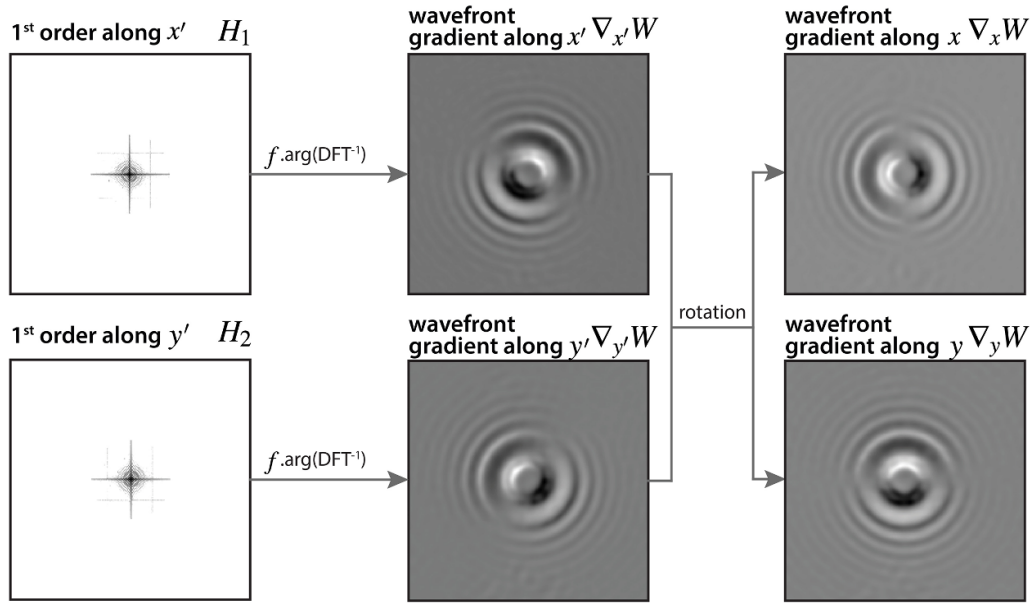 1st order along x′ H1
wavefront
gradient along x′ ∇x′W
wavefront
gradient along x ∇xW
f.arg(DFT-1)
rotation
1st order along y′ H2
wavefront
gradient along y′ ∇y′W
wavefront
gradient along y ∇yW
f.arg(DFT-1)